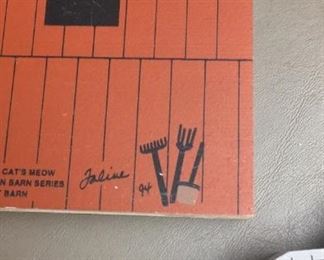 CAT'S MEOW
N BARN SERIES
T BARN
Faline
94